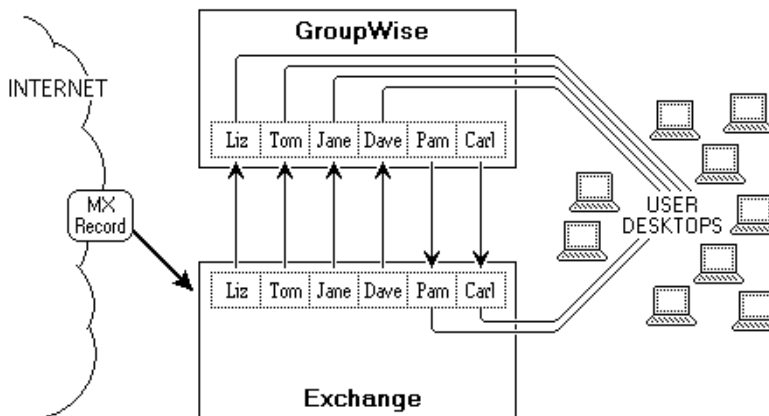 GroupWise
INTERNET
Liz Tom Jane Dave Pam Carl
MX
Record
USER
DESKTOPS
Liz Tom Jane Dave Pam Carl
Exchange